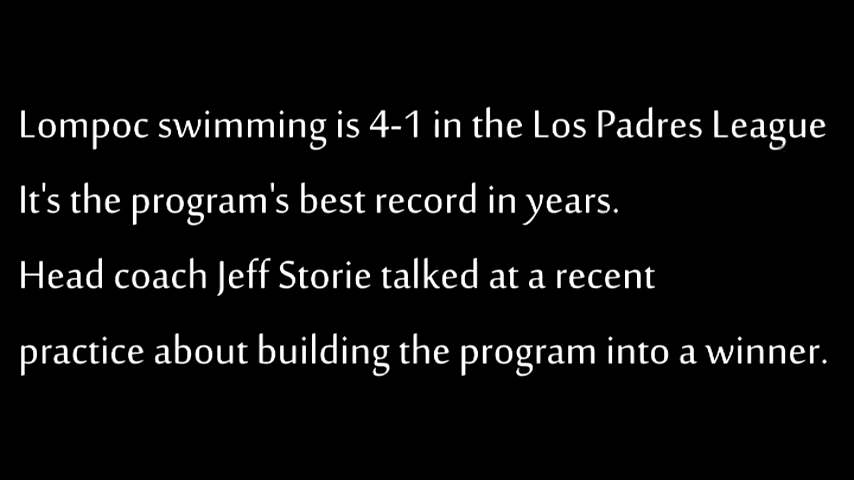 Lompoc swimming is 4-1 in the Los Padres League
It's the program's best record in years.
Head coach Jeff Storie talked at a recent
practice about building the program into a winner.